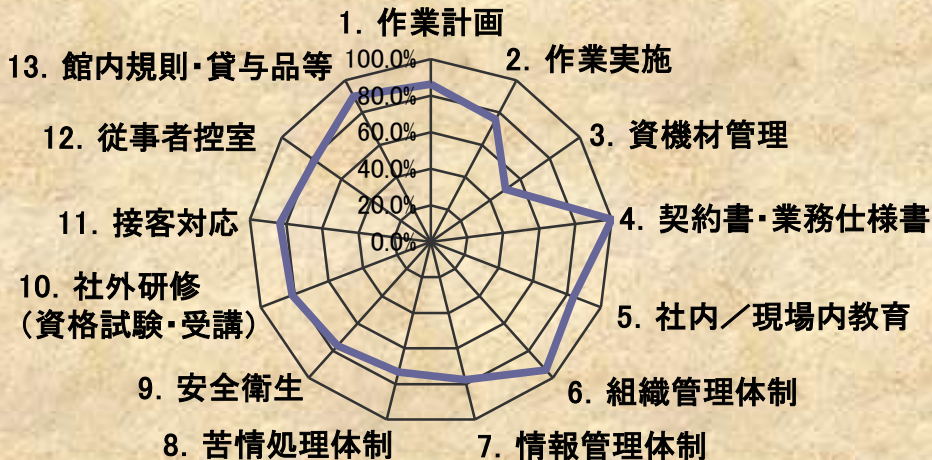 1. 作業計画
2. 作業実施
3. 資機材管理
4. 契約書・業務仕様書
5. 社内／現場内教育
6. 組織管理体制
7. 情報管理体制
8. 苦情処理体制
9. 安全衛生
10. 社外研修
（資格試験・受講）
11. 接客対応
12. 従事者控室
13. 館内規則・貸与品等
100.0%
80.0%
60.0%
40.0%
20.0%
0.0%